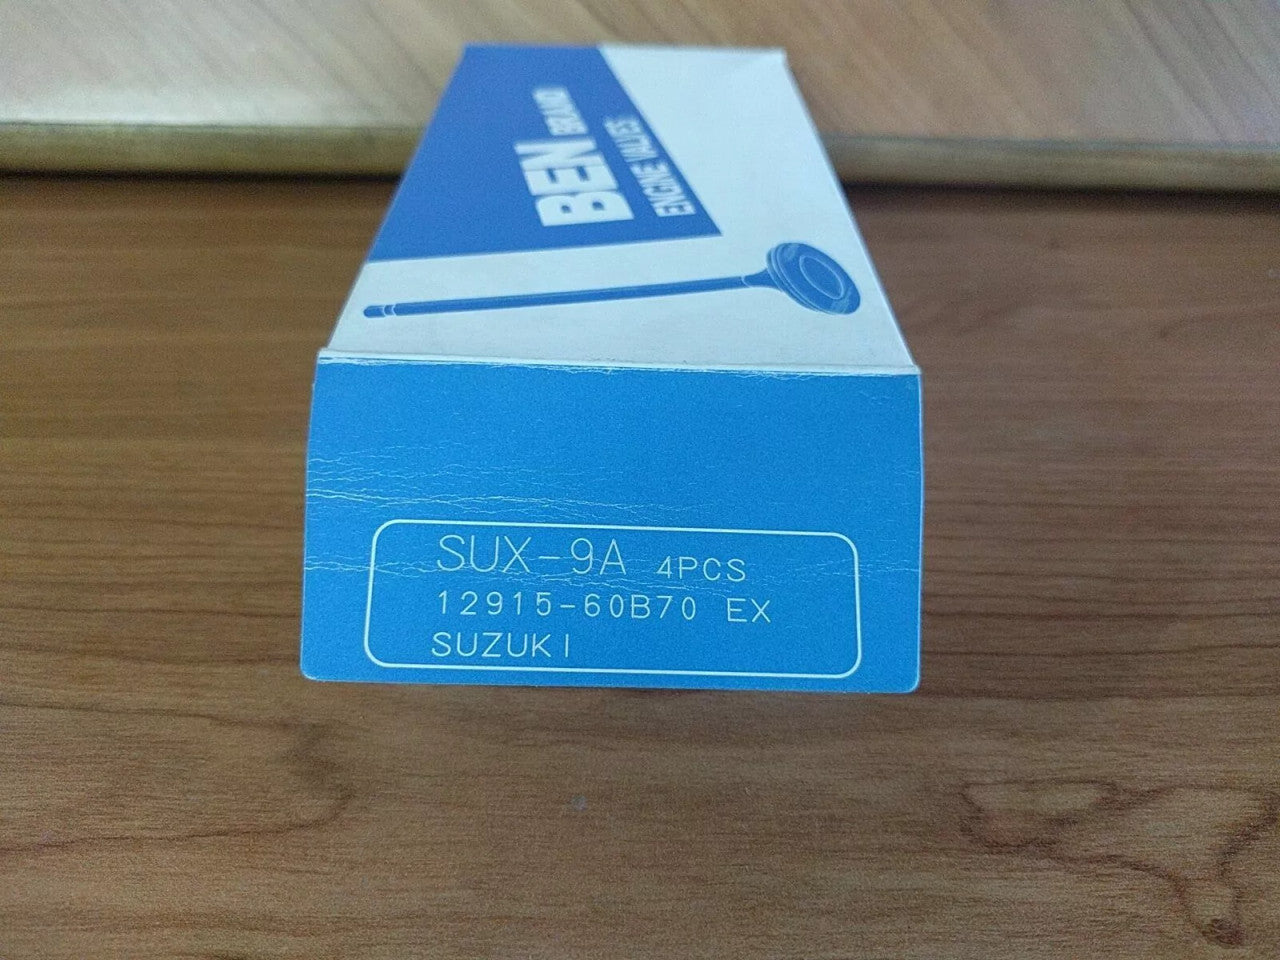 BEN BRAND
ENGINE VALVES
SUX-9A 4PCS
12915-60B70 EX
SUZUKI